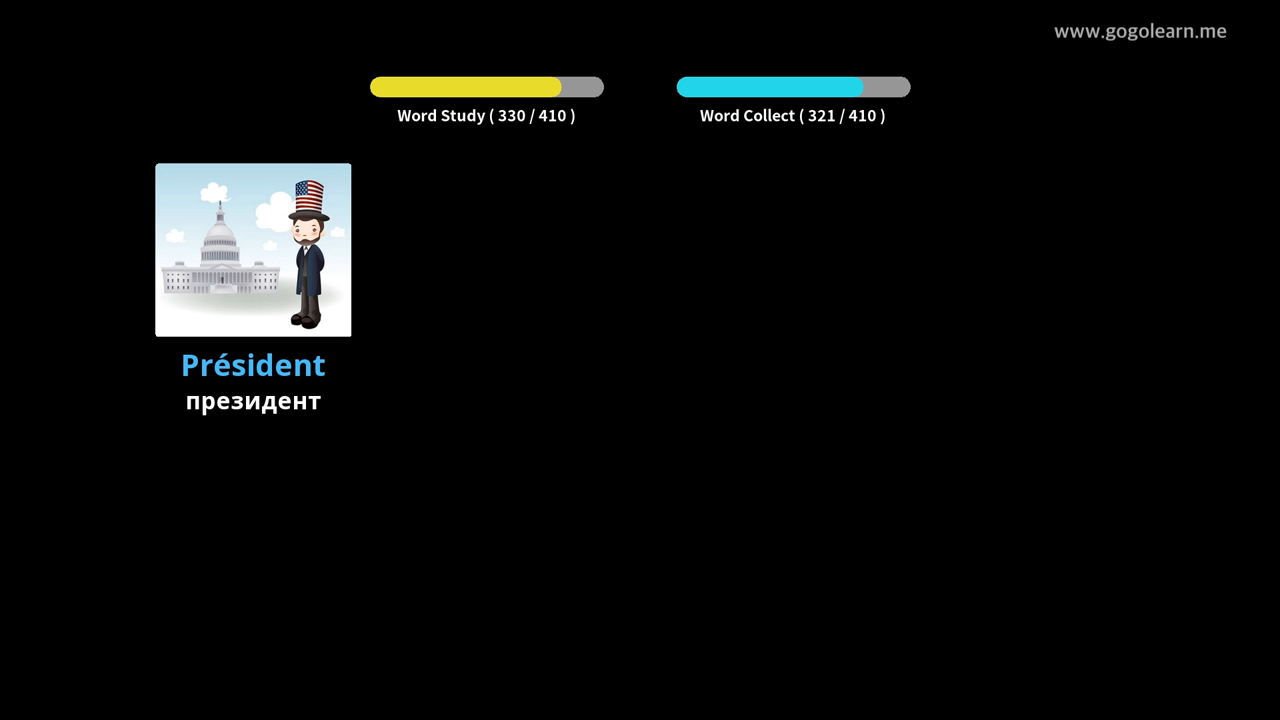 www.gogolearn.me
Word Study ( 330 / 410 )
Word Collect ( 321 / 410 )
Président
президент